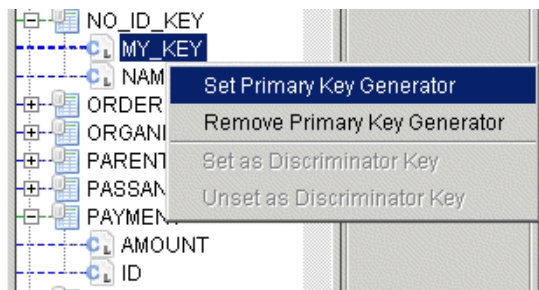 NO_ID_KEY
MY_KEY
NAM
Set Primary Key Generator
ORDER
Remove Primary Key Generator
ORGANI
PARENT
Set as Discriminator Key
PASSAN
Unset as Discriminator Key
PAYMENT
AMOUNT
ID